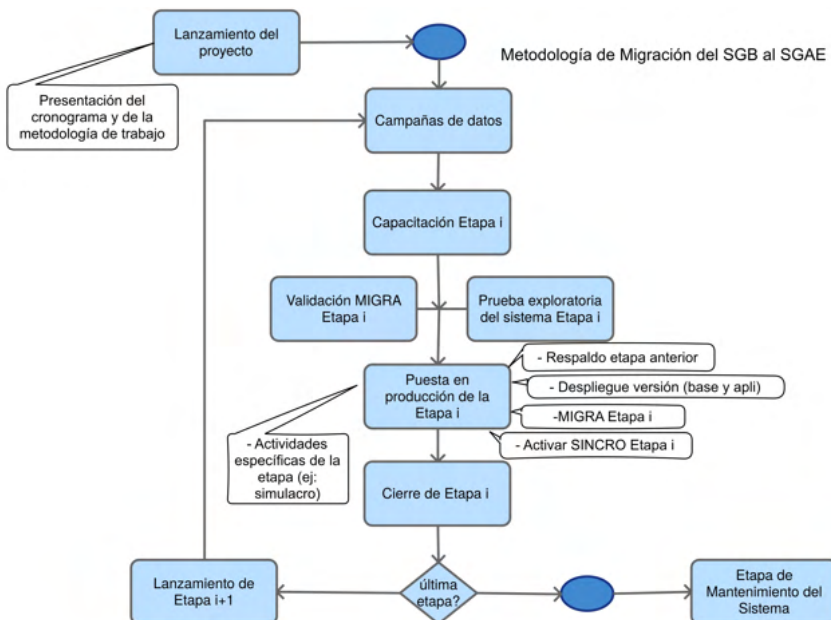 Lanzamiento del
proyecto
Metodología de Migración del SGB al SGAE
Presentación del
cronograma y de la
metodología de trabajo
Campañas de datos
Capacitación Etapa i
Validación MIGRA
Etapa i
Prueba exploratoria
del sistema Etapa i
- Respaldo etapa anterior
Puesta en
producción de la
Etapa i
- Despliegue versión (base y apli)
-MIGRA Etapa i
- Activar SINCRO Etapa i
- Actividades
específicas de la
etapa (ej:
simulacro)
Cierre de Etapa i
Lanzamiento de
Etapa i+1
última
etapa?
Etapa de
Mantenimiento del
Sistema